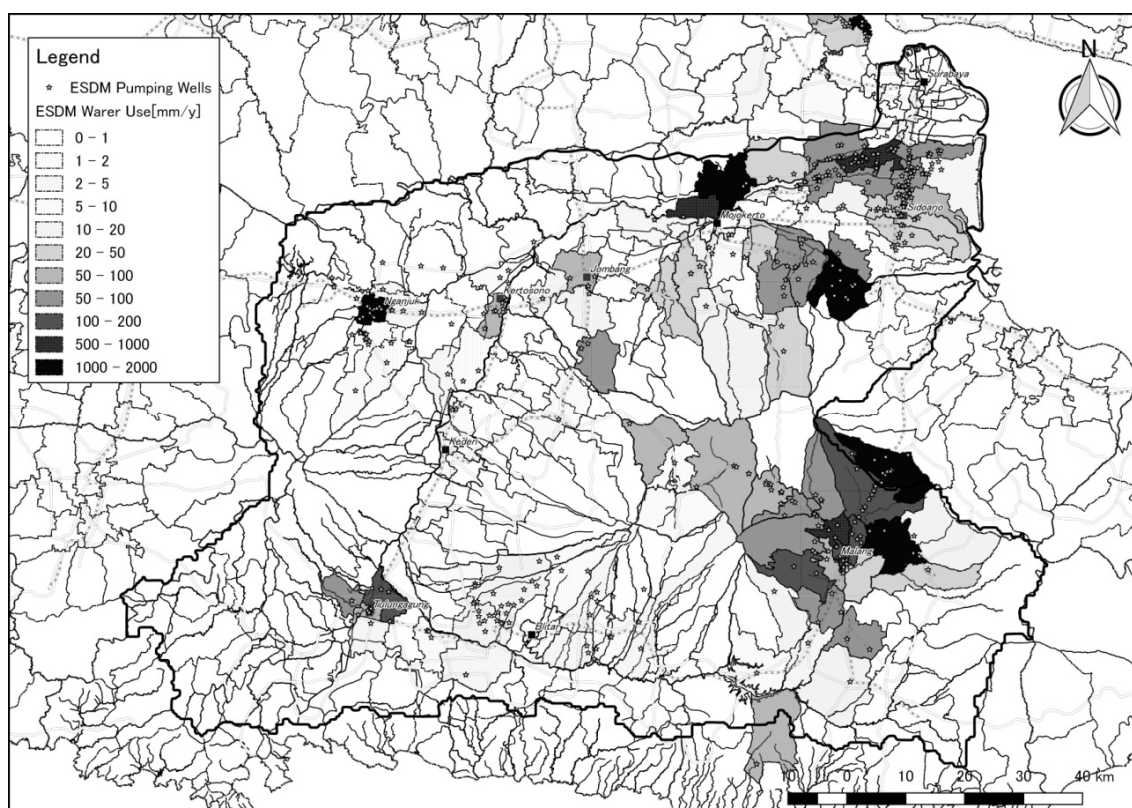 Legend
ESDM Pumping Wells
ESDM Warer Use[mm/y]
0 - 1
1 - 2
2 - 5
5 - 10
10 - 20
20 - 50
50 - 100
50 - 100
100 - 200
500 - 1000
1000 - 2000
N
Surabaya
Sidoarjo
Mojokerto
Jombang
Kertosono
Nganjuk
Kediri
Malang
Tulungagung
Blitar
10 0 10 20 30 40 km